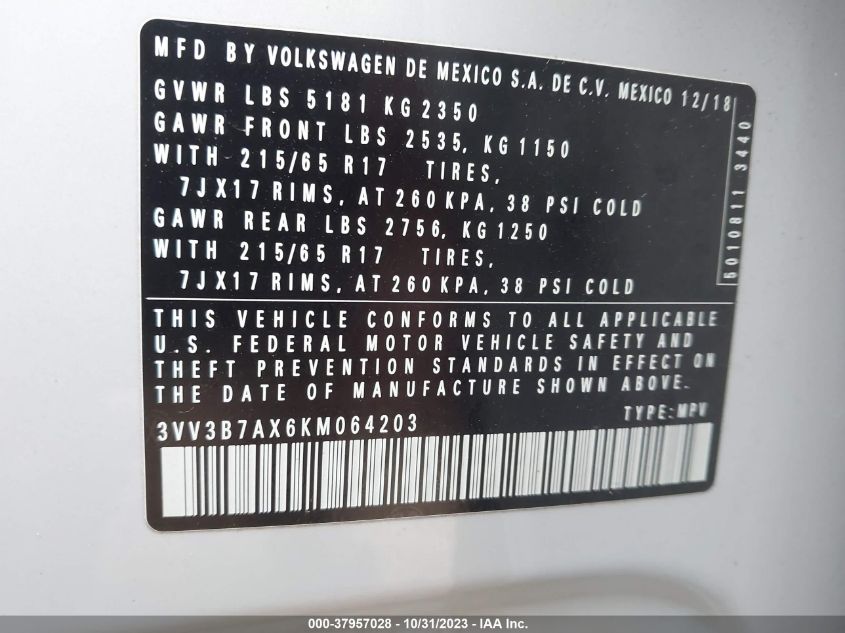 MFD BY VOLKSWAGEN DE MEXICO S.A. DE C.V. MEXICO 12/18
GVWR LBS 5181 KG 2350
GAWR FRONT LBS 2535, KG 1150
WITH 215/65 R17 TIRES,
7JX17 RIMS, AT 260 KPA, 38 PSI COLD
GAWR REAR LBS 2756, KG 1250
WITH 215/65 R17 TIRES,
7JX17 RIMS, AT 260 KPA, 38 PSI COLD
5010811 3440
THIS VEHICLE CONFORMS TO ALL APPLICABLE
U.S. FEDERAL MOTOR VEHICLE SAFETY AND
THEFT PREVENTION STANDARDS IN EFFECT ON
THE DATE OF MANUFACTURE SHOWN ABOVE.
TYPE:MPV
3VV3B7AX6KM064203
000-37957028 - 10/31/2023 - IAA Inc.